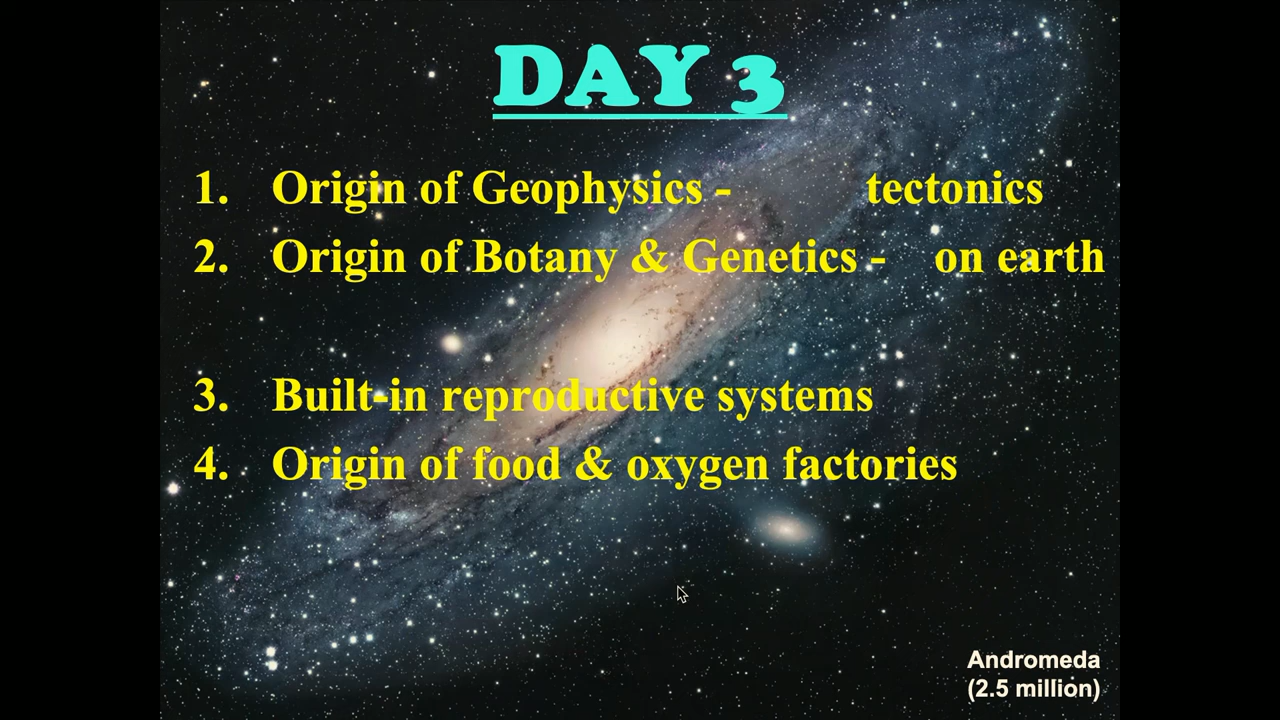 DAY 3
1. Origin of Geophysics - tectonics
2. Origin of Botany & Genetics - on earth
3. Built-in reproductive systems
4. Origin of food & oxygen factories
Andromeda
(2.5 million)